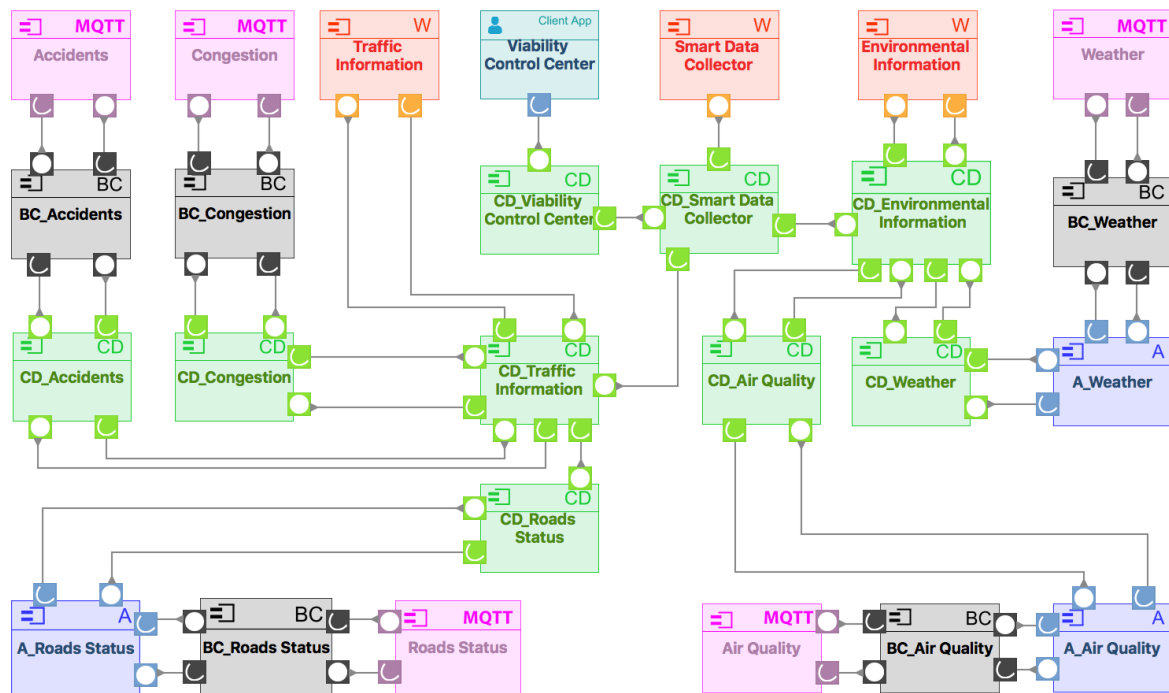 MQTT
Accidents
MQTT
Congestion
W
Traffic
Information
Client App
Viability
Control Center
W
Smart Data
Collector
W
Environmental
Information
MQTT
Weather
BC
BC_Accidents
BC
BC_Congestion
CD
CD_Viability
Control Center
CD
CD_Smart Data
Collector
CD
CD_Environmental
Information
BC
BC_Weather
CD
CD_Accidents
CD
CD_Congestion
CD
CD_Traffic
Information
CD
CD_Air Quality
CD
CD_Weather
A
A_Weather
CD
CD_Roads
Status
A
A_Roads Status
BC
BC_Roads Status
MQTT
Roads Status
MQTT
Air Quality
BC
BC_Air Quality
A
A_Air Quality